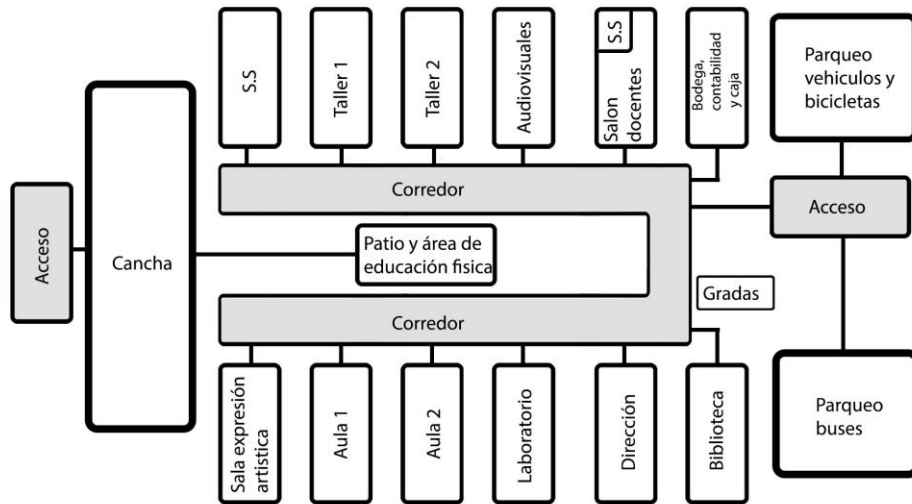 S.S
Taller 1
Taller 2
Audiovisuales
S.S
Salon
docentes
Bodega,
contabilidad
y caja
Parqueo
vehiculos y
bicicletas
Corredor
Acceso
Acceso
Cancha
Patio y área de
educación fisica
Gradas
Corredor
Sala expresión
artistica
Aula 1
Aula 2
Laboratorio
Dirección
Biblioteca
Parqueo
buses